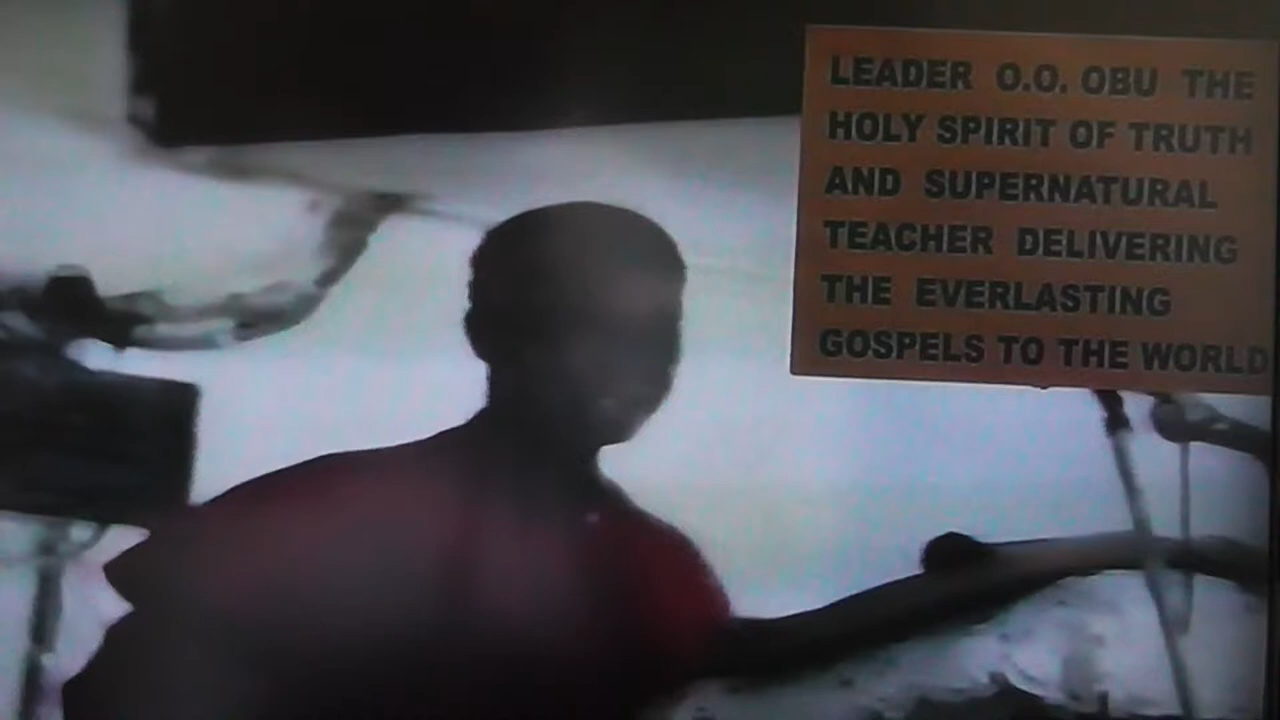 LEADER O.O. OBU THE
HOLY SPIRIT OF TRUTH
AND SUPERNATURAL
TEACHER DELIVERING
THE EVERLASTING
GOSPELS TO THE WORLD